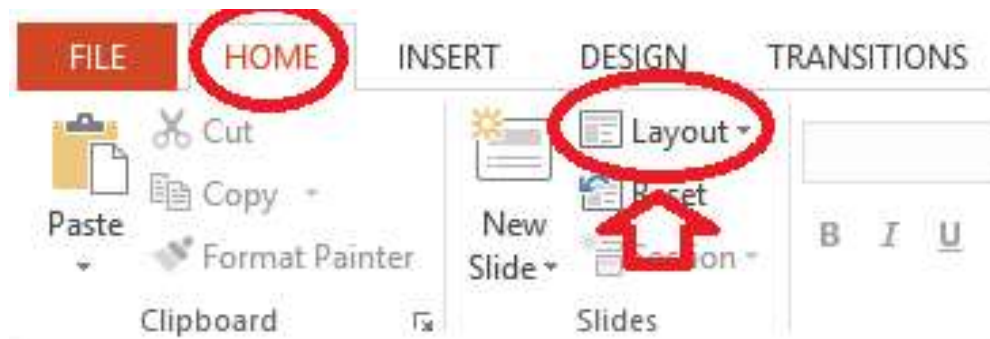 FILE HOME INSERT DESIGN TRANSITIONS
Cut
Layout
Copy
Reset
Paste
New
B I U
Format Painter
Slide
Section
Clipboard
Slides